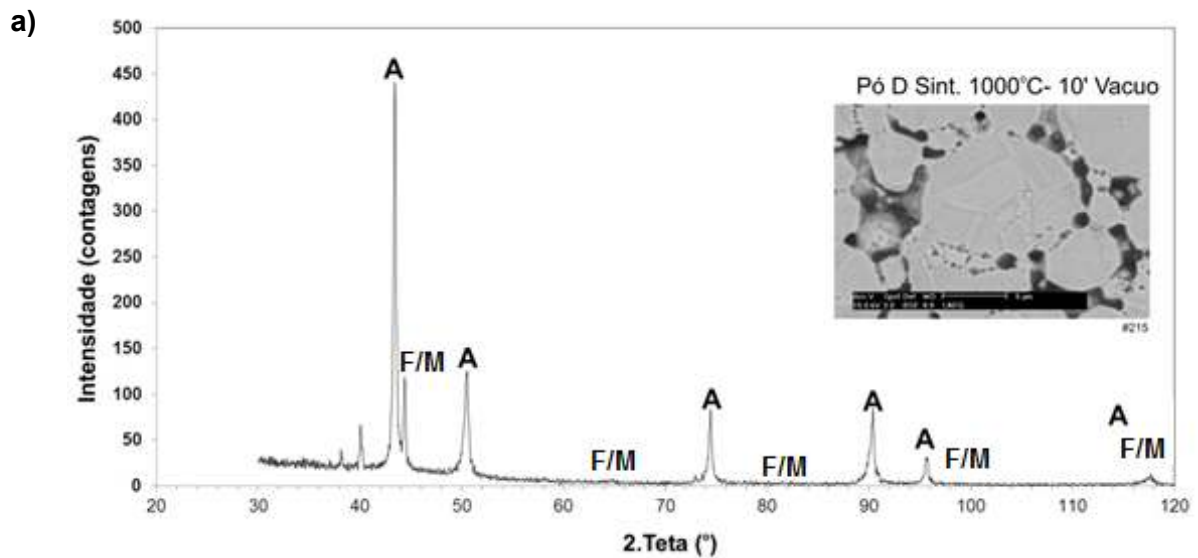 a)
Intensidade (contagens)
500
450
400
350
300
250
200
150
100
50
0
A
F/M
A
F/M
A
F/M
A
A
F/M
A
F/M
Pó D Sint. 1000°C- 10' Vacuo
#215
20 30 40 50 60 70 80 90 100 110 120
2.Teta (°)